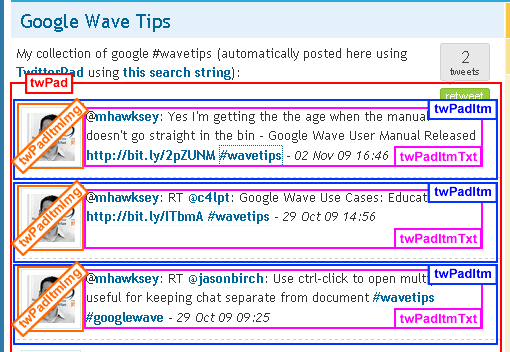 Google Wave Tips
My collection of google #wavetips (automatically posted here using
TwitterPad using this search string):
2
tweets
retweet
twPad
twPadItm
twPadItmImg
@mhawksey: Yes I'm getting the the age when the manual
doesn't go straight in the bin - Google Wave User Manual Released
http://bit.ly/2pZUNM #wavetips - 02 Nov 09 16:46
twPadItmTxt
twPadItm
twPadItmImg
@mhawksey: RT @c4lpt: Google Wave Use Cases: Educat
http://bit.ly/ITbmA #wavetips - 29 Oct 09 14:56
twPadItmTxt
twPadItm
twPadItmImg
@mhawksey: RT @jasonbirch: Use ctrl-click to open mult
useful for keeping chat separate from document #wavetips
#googlewave - 29 Oct 09 09:25
twPadItmTxt